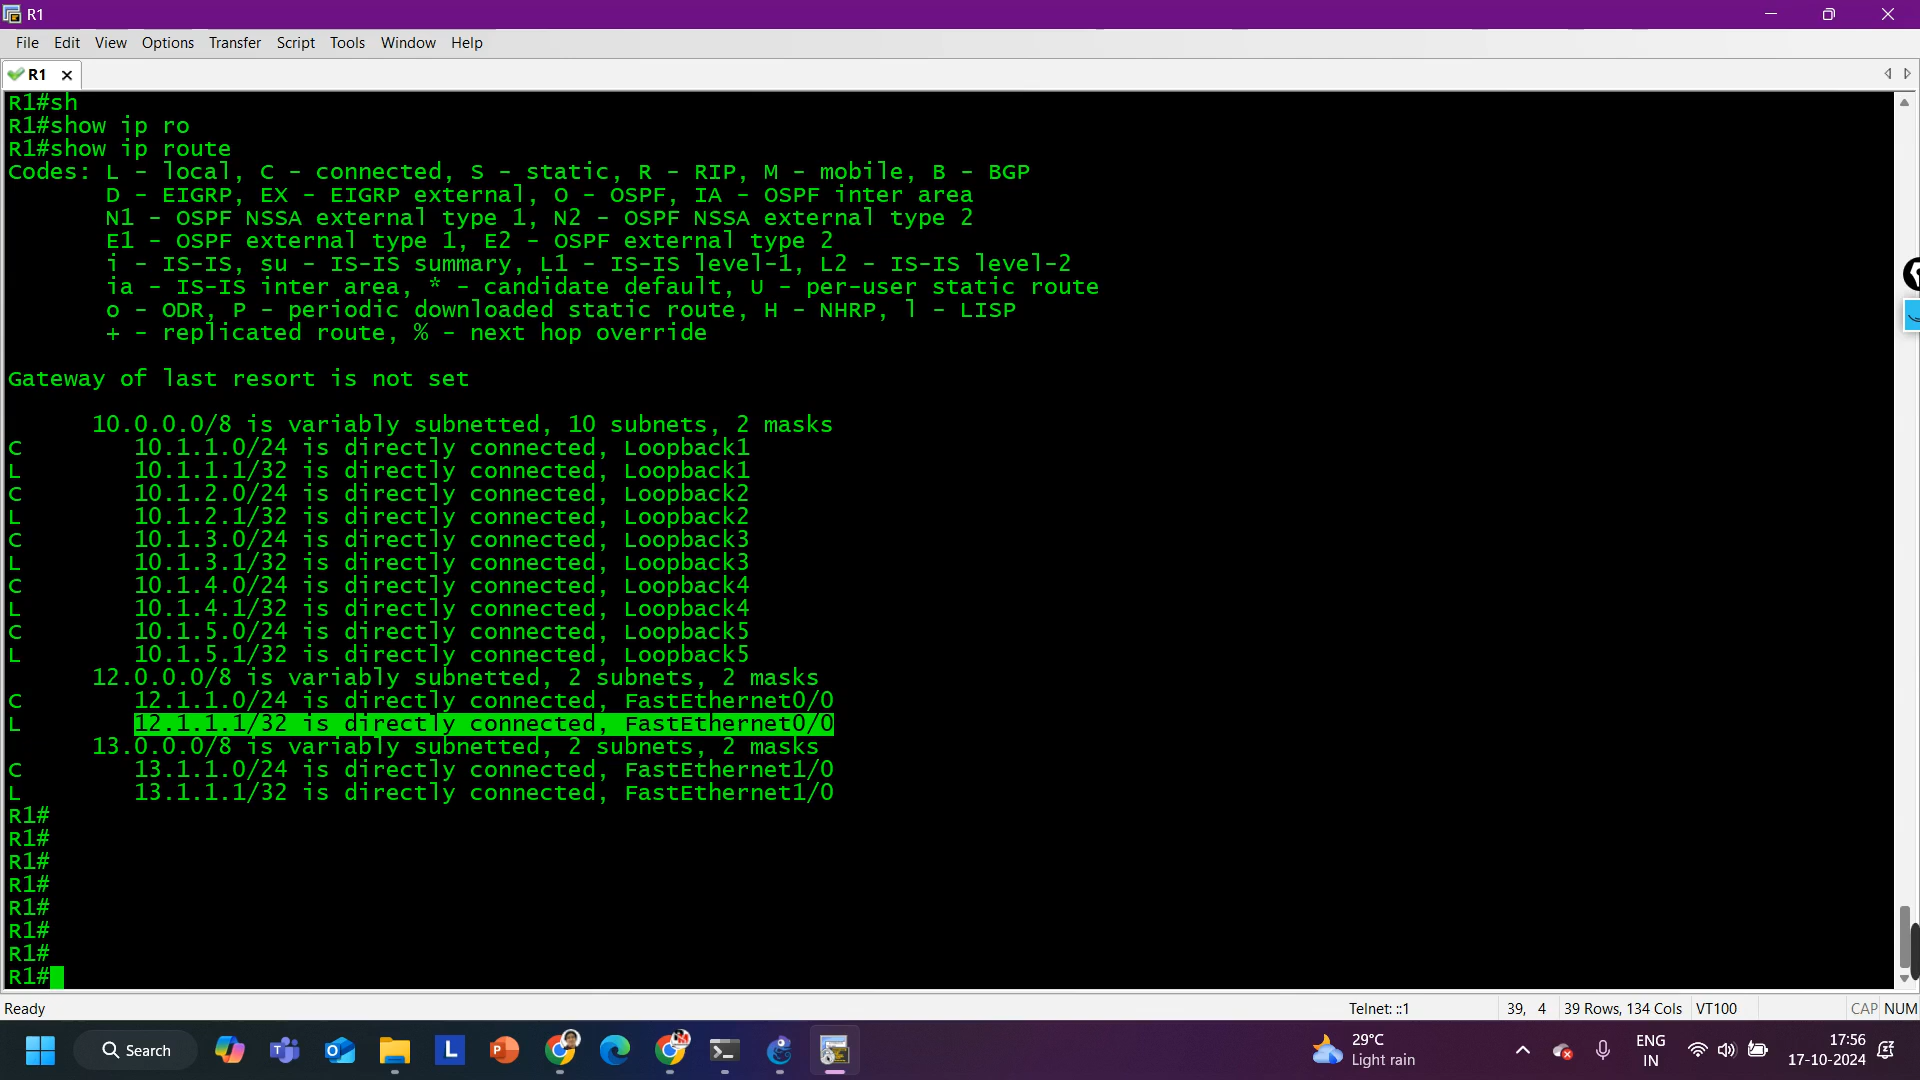 R1
File Edit View Options Transfer Script Tools Window Help
R1
R1#sh
R1#show ip ro
R1#show ip route
Codes: L - local, C - connected, S - static, R - RIP, M - mobile, B - BGP
D - EIGRP, EX - EIGRP external, O - OSPF, IA - OSPF inter area
N1 - OSPF NSSA external type 1, N2 - OSPF NSSA external type 2
E1 - OSPF external type 1, E2 - OSPF external type 2
i - IS-IS, su - IS-IS summary, L1 - IS-IS level-1, L2 - IS-IS level-2
ia - IS-IS inter area, * - candidate default, U - per-user static route
o - ODR, P - periodic downloaded static route, H - NHRP, l - LISP
+ - replicated route, % - next hop override
Gateway of last resort is not set
10.0.0.0/8 is variably subnetted, 10 subnets, 2 masks
C 10.1.1.0/24 is directly connected, Loopback1
L 10.1.1.1/32 is directly connected, Loopback1
C 10.1.2.0/24 is directly connected, Loopback2
L 10.1.2.1/32 is directly connected, Loopback2
C 10.1.3.0/24 is directly connected, Loopback3
L 10.1.3.1/32 is directly connected, Loopback3
C 10.1.4.0/24 is directly connected, Loopback4
L 10.1.4.1/32 is directly connected, Loopback4
C 10.1.5.0/24 is directly connected, Loopback5
L 10.1.5.1/32 is directly connected, Loopback5
12.0.0.0/8 is variably subnetted, 2 subnets, 2 masks
C 12.1.1.0/24 is directly connected, FastEthernet0/0
L 12.1.1.1/32 is directly connected, FastEthernet0/0
13.0.0.0/8 is variably subnetted, 2 subnets, 2 masks
C 13.1.1.0/24 is directly connected, FastEthernet1/0
L 13.1.1.1/32 is directly connected, FastEthernet1/0
R1#
R1#
R1#
R1#
R1#
R1#
R1#
R1#
Ready Telnet: ::1 39, 4 39 Rows, 134 Cols VT100 CAP NUM
Search
29°C
Light rain
ENG
IN
17:56
17-10-2024